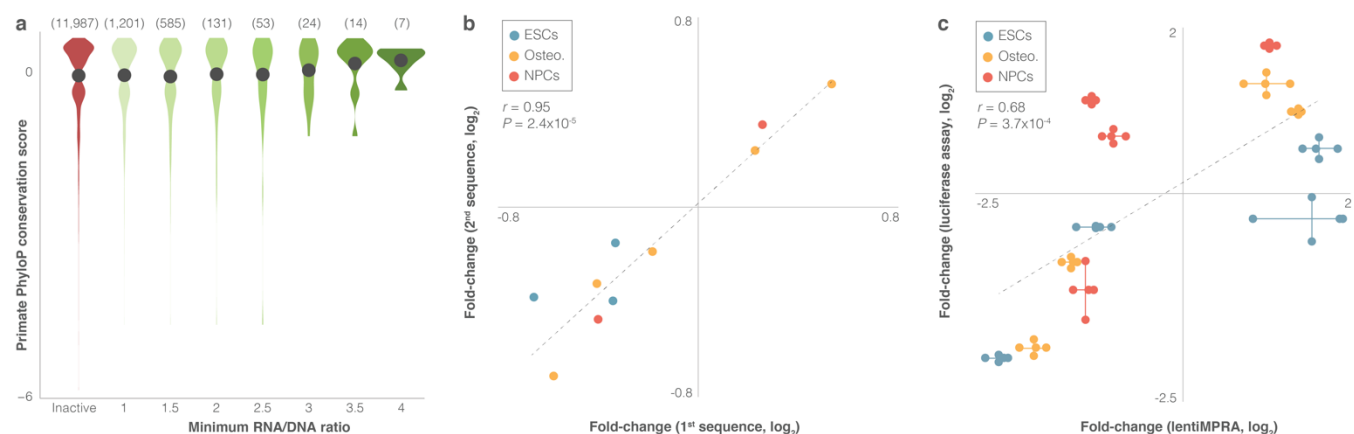 a
(11,987) (1,201) (585) (131) (53) (24) (14) (7)
0
-6
Primate PhyloP conservation score
Inactive 1 1.5 2 2.5 3 3.5 4
Minimum RNA/DNA ratio
b
0.8
ESCs
Osteo.
NPCs
r = 0.95
P = 2.4x10-5
-0.8
0.8
-0.8
Fold-change (2nd sequence, log2)
Fold-change (1st sequence, log2)
c
2
ESCs
Osteo.
NPCs
r = 0.68
P = 3.7x10-4
-2.5
2
-2.5
Fold-change (luciferase assay, log2)
Fold-change (lentiMPRA, log2)